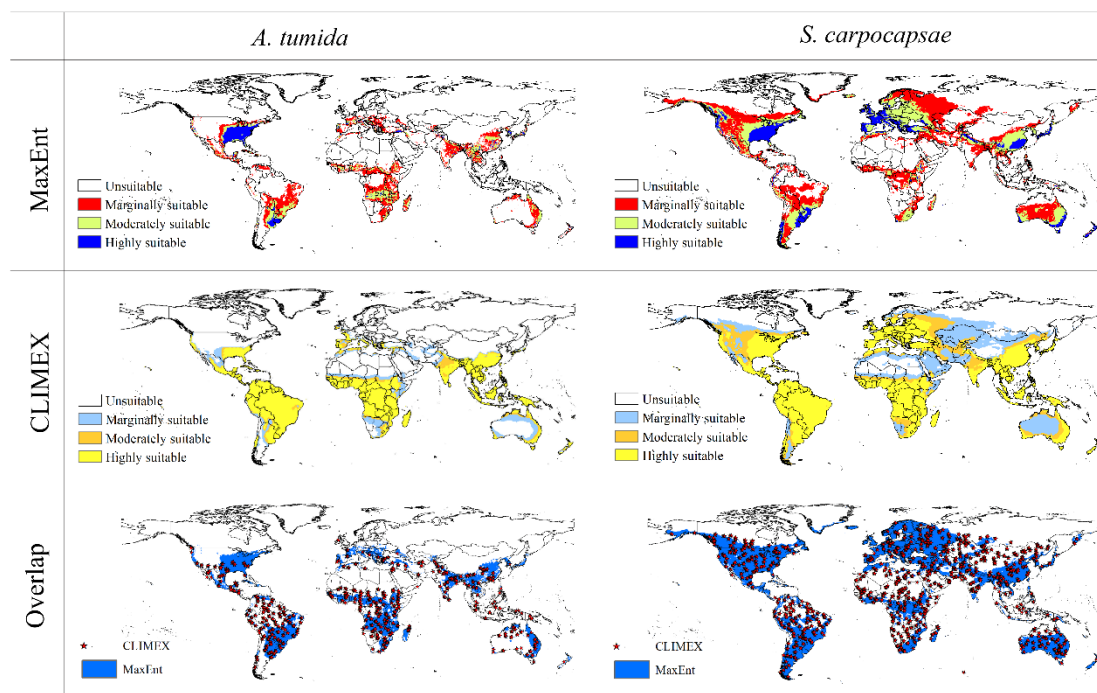 A. tumida
S. carpocapsae
MaxEnt
Unsuitable
Marginally suitable
Moderately suitable
Highly suitable
Unsuitable
Marginally suitable
Moderately suitable
Highly suitable
CLIMEX
Unsuitable
Marginally suitable
Moderately suitable
Highly suitable
Unsuitable
Marginally suitable
Moderately suitable
Highly suitable
Overlap
CLIMEX
MaxEnt
CLIMEX
MaxEnt